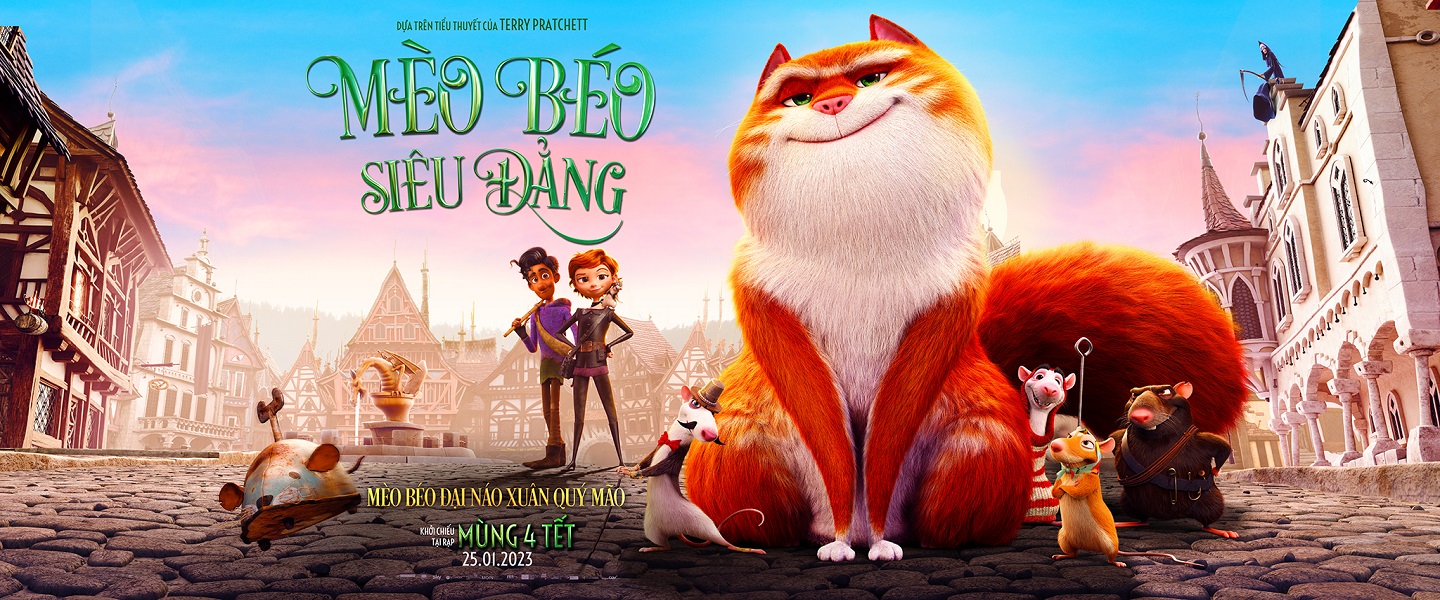 DỰA TRÊN TIỂU THUYẾT CỦA TERRY PRATCHETT
MÈO BÉO
SIÊU ĐẲNG
MÈO BÉO ĐẠI NÁO XUÂN QUÝ MÃO
KHỞI CHIẾU
TẠI RẠP
MÙNG 4 TẾT
25.01.2023
sky